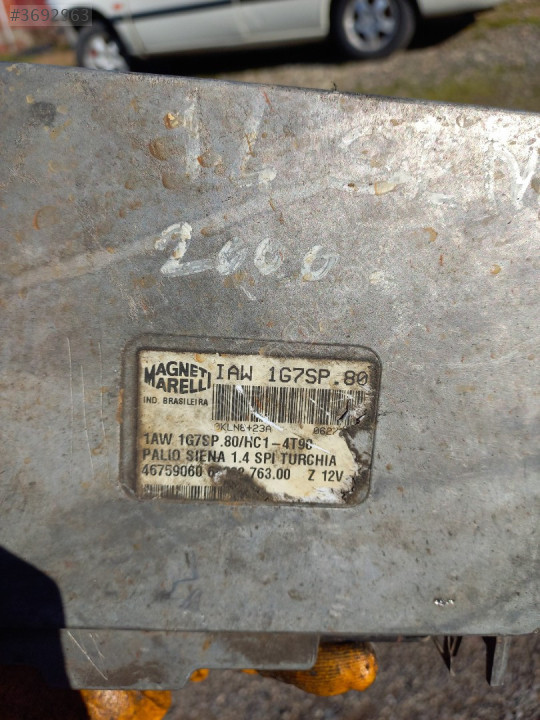 #3692963
2000
MAGNETI
MARELLI
IAW 1G7SP.80
IND. BRASILEIRA
1AW 1G7SP.80/HC1-4T9C
PALIO SIENA 1.4 SPI TURCHIA
46759060 763.00 Z 12V